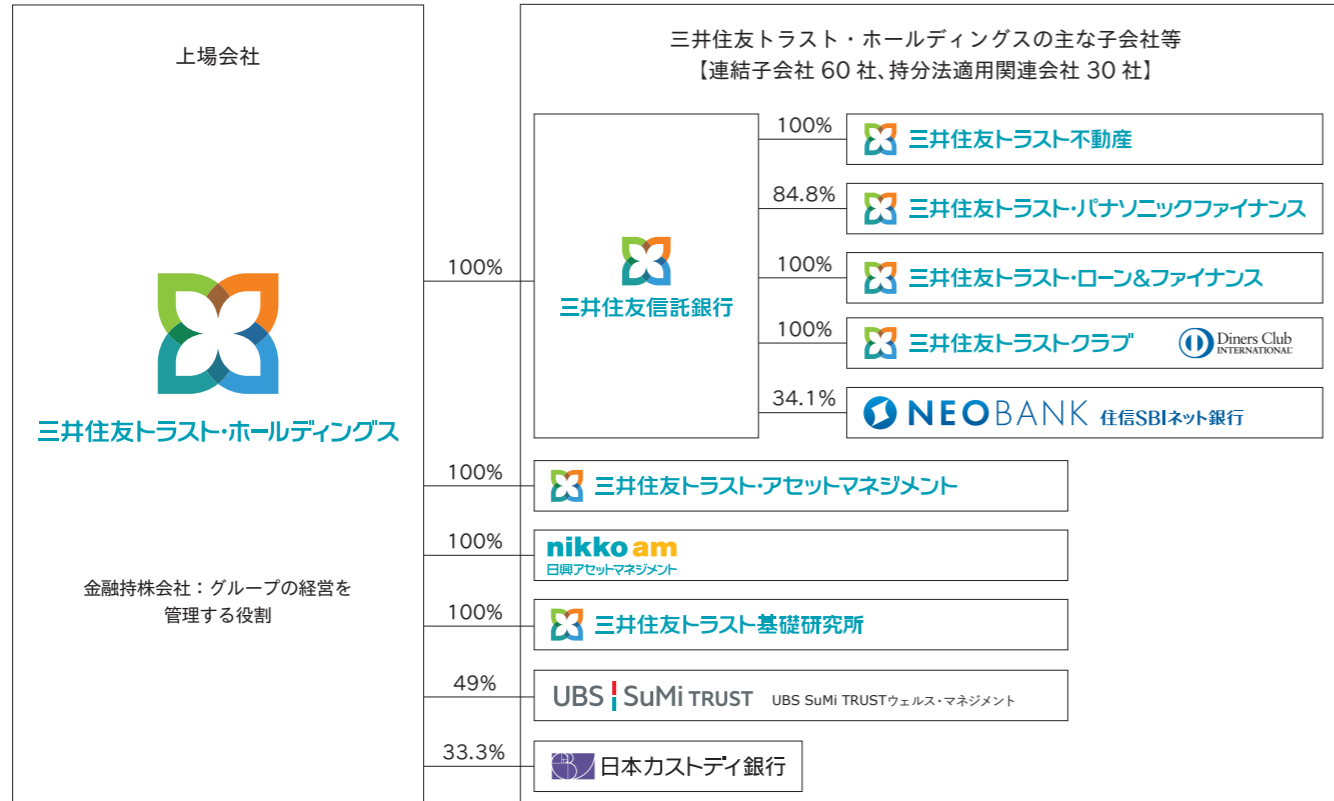 上場会社
三井住友トラスト・ホールディングス
金融持株会社：グループの経営を
管理する役割
三井住友トラスト・ホールディングスの主な子会社等
【連結子会社 60 社、持分法適用関連会社 30 社】
100%
三井住友信託銀行
100%
三井住友トラスト不動産
84.8%
三井住友トラスト・パナソニックファイナンス
100%
三井住友トラスト・ローン&ファイナンス
100%
三井住友トラストクラブ Diners Club
INTERNATIONAL
34.1%
NEOBANK 住信SBIネット銀行
100%
三井住友トラスト・アセットマネジメント
100%
nikko am
日興アセットマネジメント
100%
三井住友トラスト基礎研究所
49%
UBS SuMi TRUST UBS SuMi TRUSTウェルス・マネジメント
33.3%
日本カストディ銀行